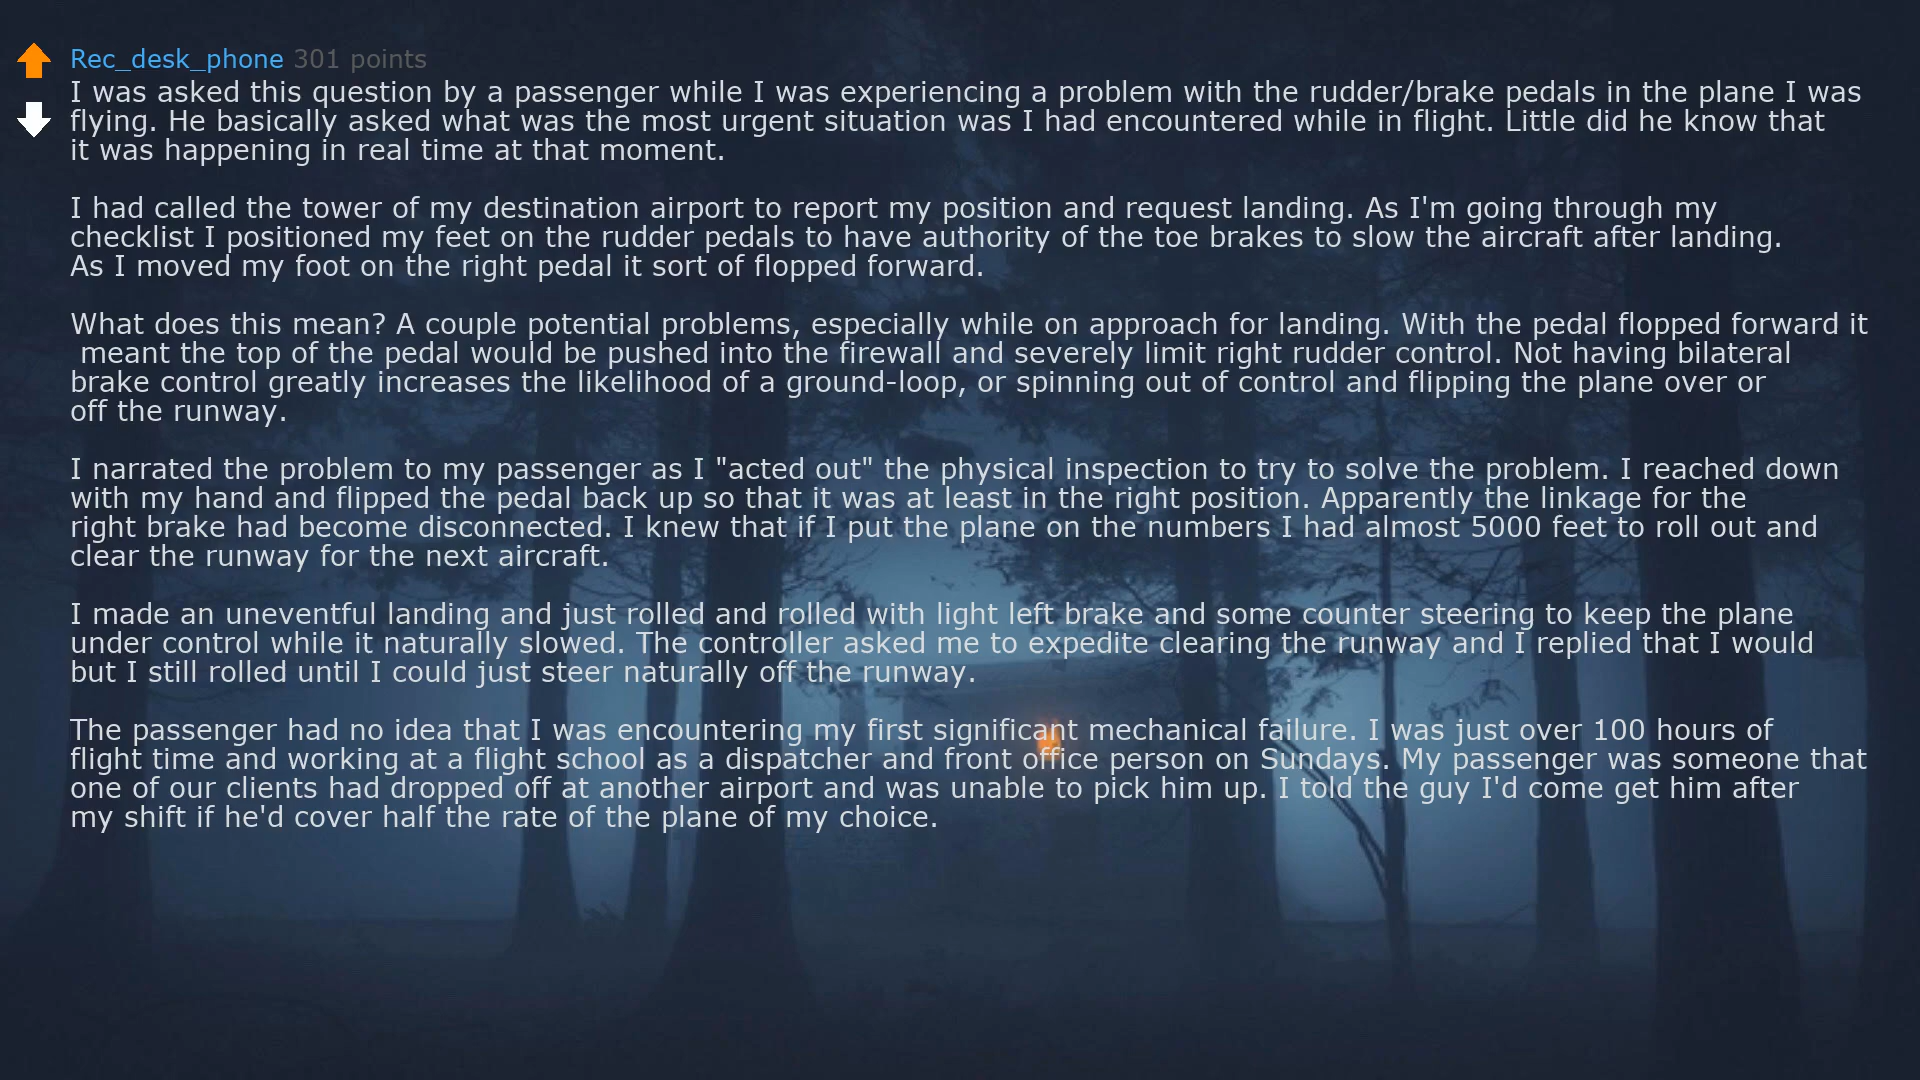 Rec_desk_phone 301 points
I was asked this question by a passenger while I was experiencing a problem with the rudder/brake pedals in the plane I was
flying. He basically asked what was the most urgent situation was I had encountered while in flight. Little did he know that
it was happening in real time at that moment.
I had called the tower of my destination airport to report my position and request landing. As I'm going through my
checklist I positioned my feet on the rudder pedals to have authority of the toe brakes to slow the aircraft after landing.
As I moved my foot on the right pedal it sort of flopped forward.
What does this mean? A couple potential problems, especially while on approach for landing. With the pedal flopped forward it
meant the top of the pedal would be pushed into the firewall and severely limit right rudder control. Not having bilateral
brake control greatly increases the likelihood of a ground-loop, or spinning out of control and flipping the plane over or
off the runway.
I narrated the problem to my passenger as I "acted out" the physical inspection to try to solve the problem. I reached down
with my hand and flipped the pedal back up so that it was at least in the right position. Apparently the linkage for the
right brake had become disconnected. I knew that if I put the plane on the numbers I had almost 5000 feet to roll out and
clear the runway for the next aircraft.
I made an uneventful landing and just rolled and rolled with light left brake and some counter steering to keep the plane
under control while it naturally slowed. The controller asked me to expedite clearing the runway and I replied that I would
but I still rolled until I could just steer naturally off the runway.
The passenger had no idea that I was encountering my first significant mechanical failure. I was just over 100 hours of
flight time and working at a flight school as a dispatcher and front office person on Sundays. My passenger was someone that
one of our clients had dropped off at another airport and was unable to pick him up. I told the guy I'd come get him after
my shift if he'd cover half the rate of the plane of my choice.